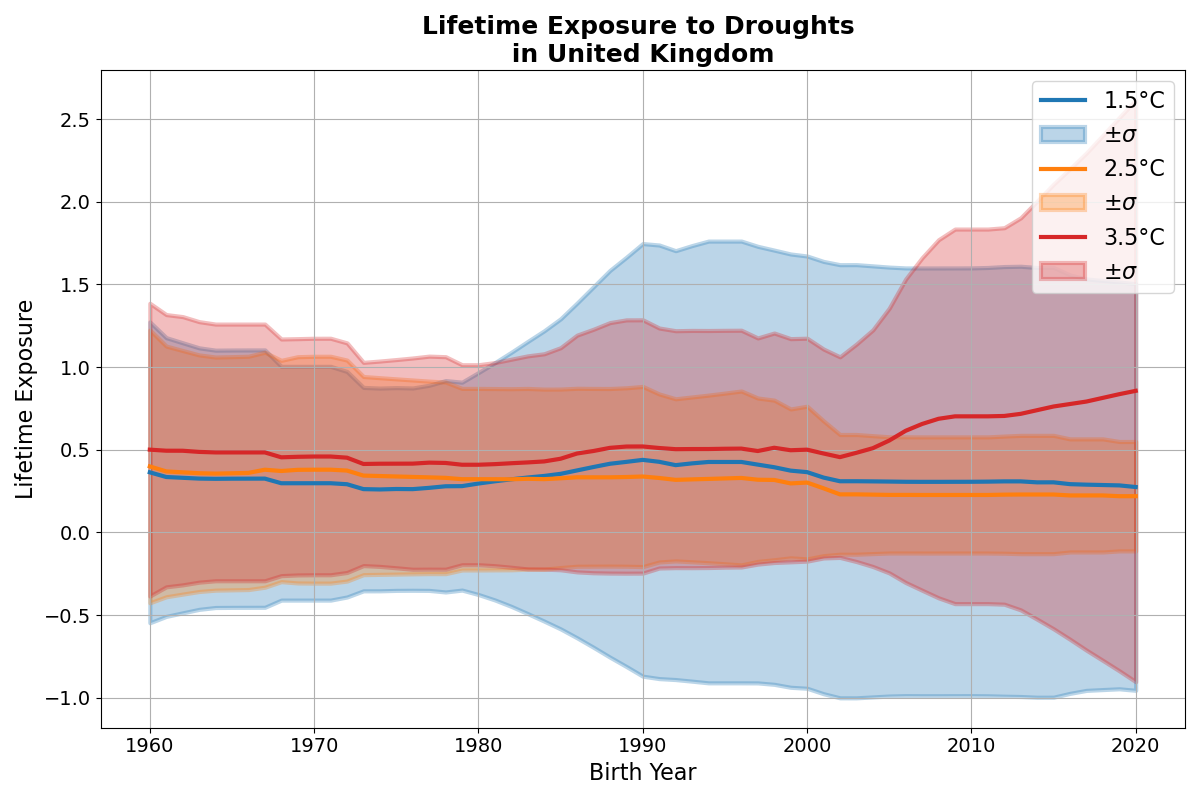 Lifetime Exposure to Droughts
in United Kingdom
Lifetime Exposure
2.5
2.0
1.5
1.0
0.5
0.0
−0.5
−1.0
1.5°C
±σ
2.5°C
±σ
3.5°C
±σ
1960 1970 1980 1990 2000 2010 2020
Birth Year